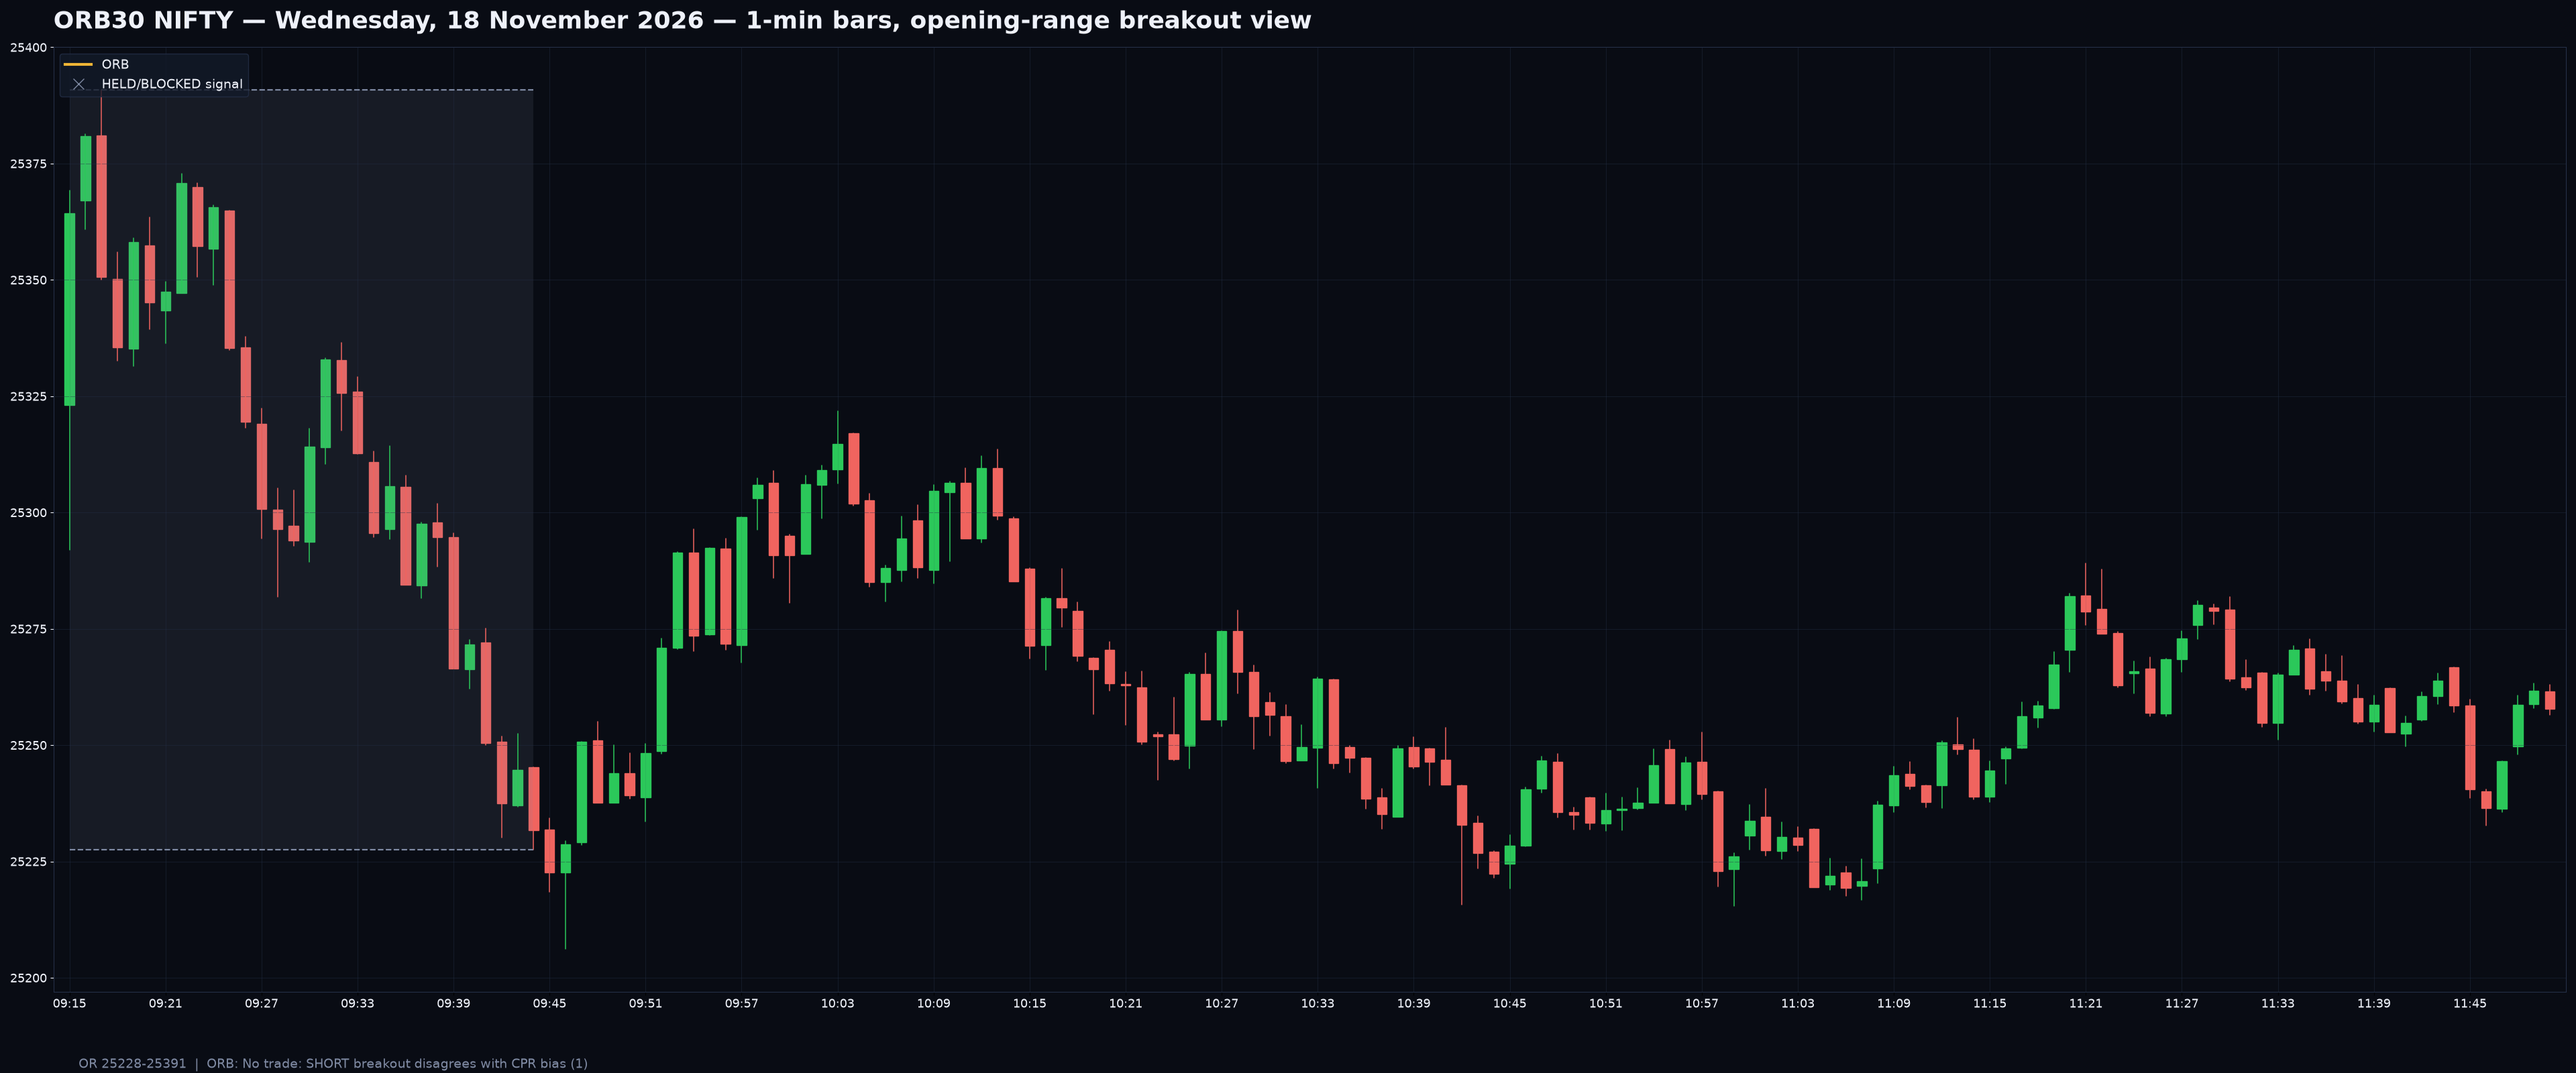 ORB30 NIFTY — Wednesday, 18 November 2026 — 1-min bars, opening-range breakout view
ORB
HELD/BLOCKED signal
25400
25375
25350
25325
25300
25275
25250
25225
25200
09:15 09:21 09:27 09:33 09:39 09:45 09:51 09:57 10:03 10:09 10:15 10:21 10:27 10:33 10:39 10:45 10:51 10:57 11:03 11:09 11:15 11:21 11:27 11:33 11:39 11:45
OR 25228-25391 | ORB: No trade: SHORT breakout disagrees with CPR bias (1)